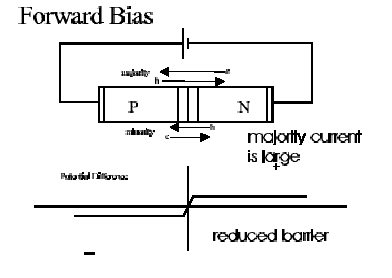 Forward Bias
majority
e
h
P
N
minority
h
e
majority current
is large
+
Potential Difference
reduced barrier
–